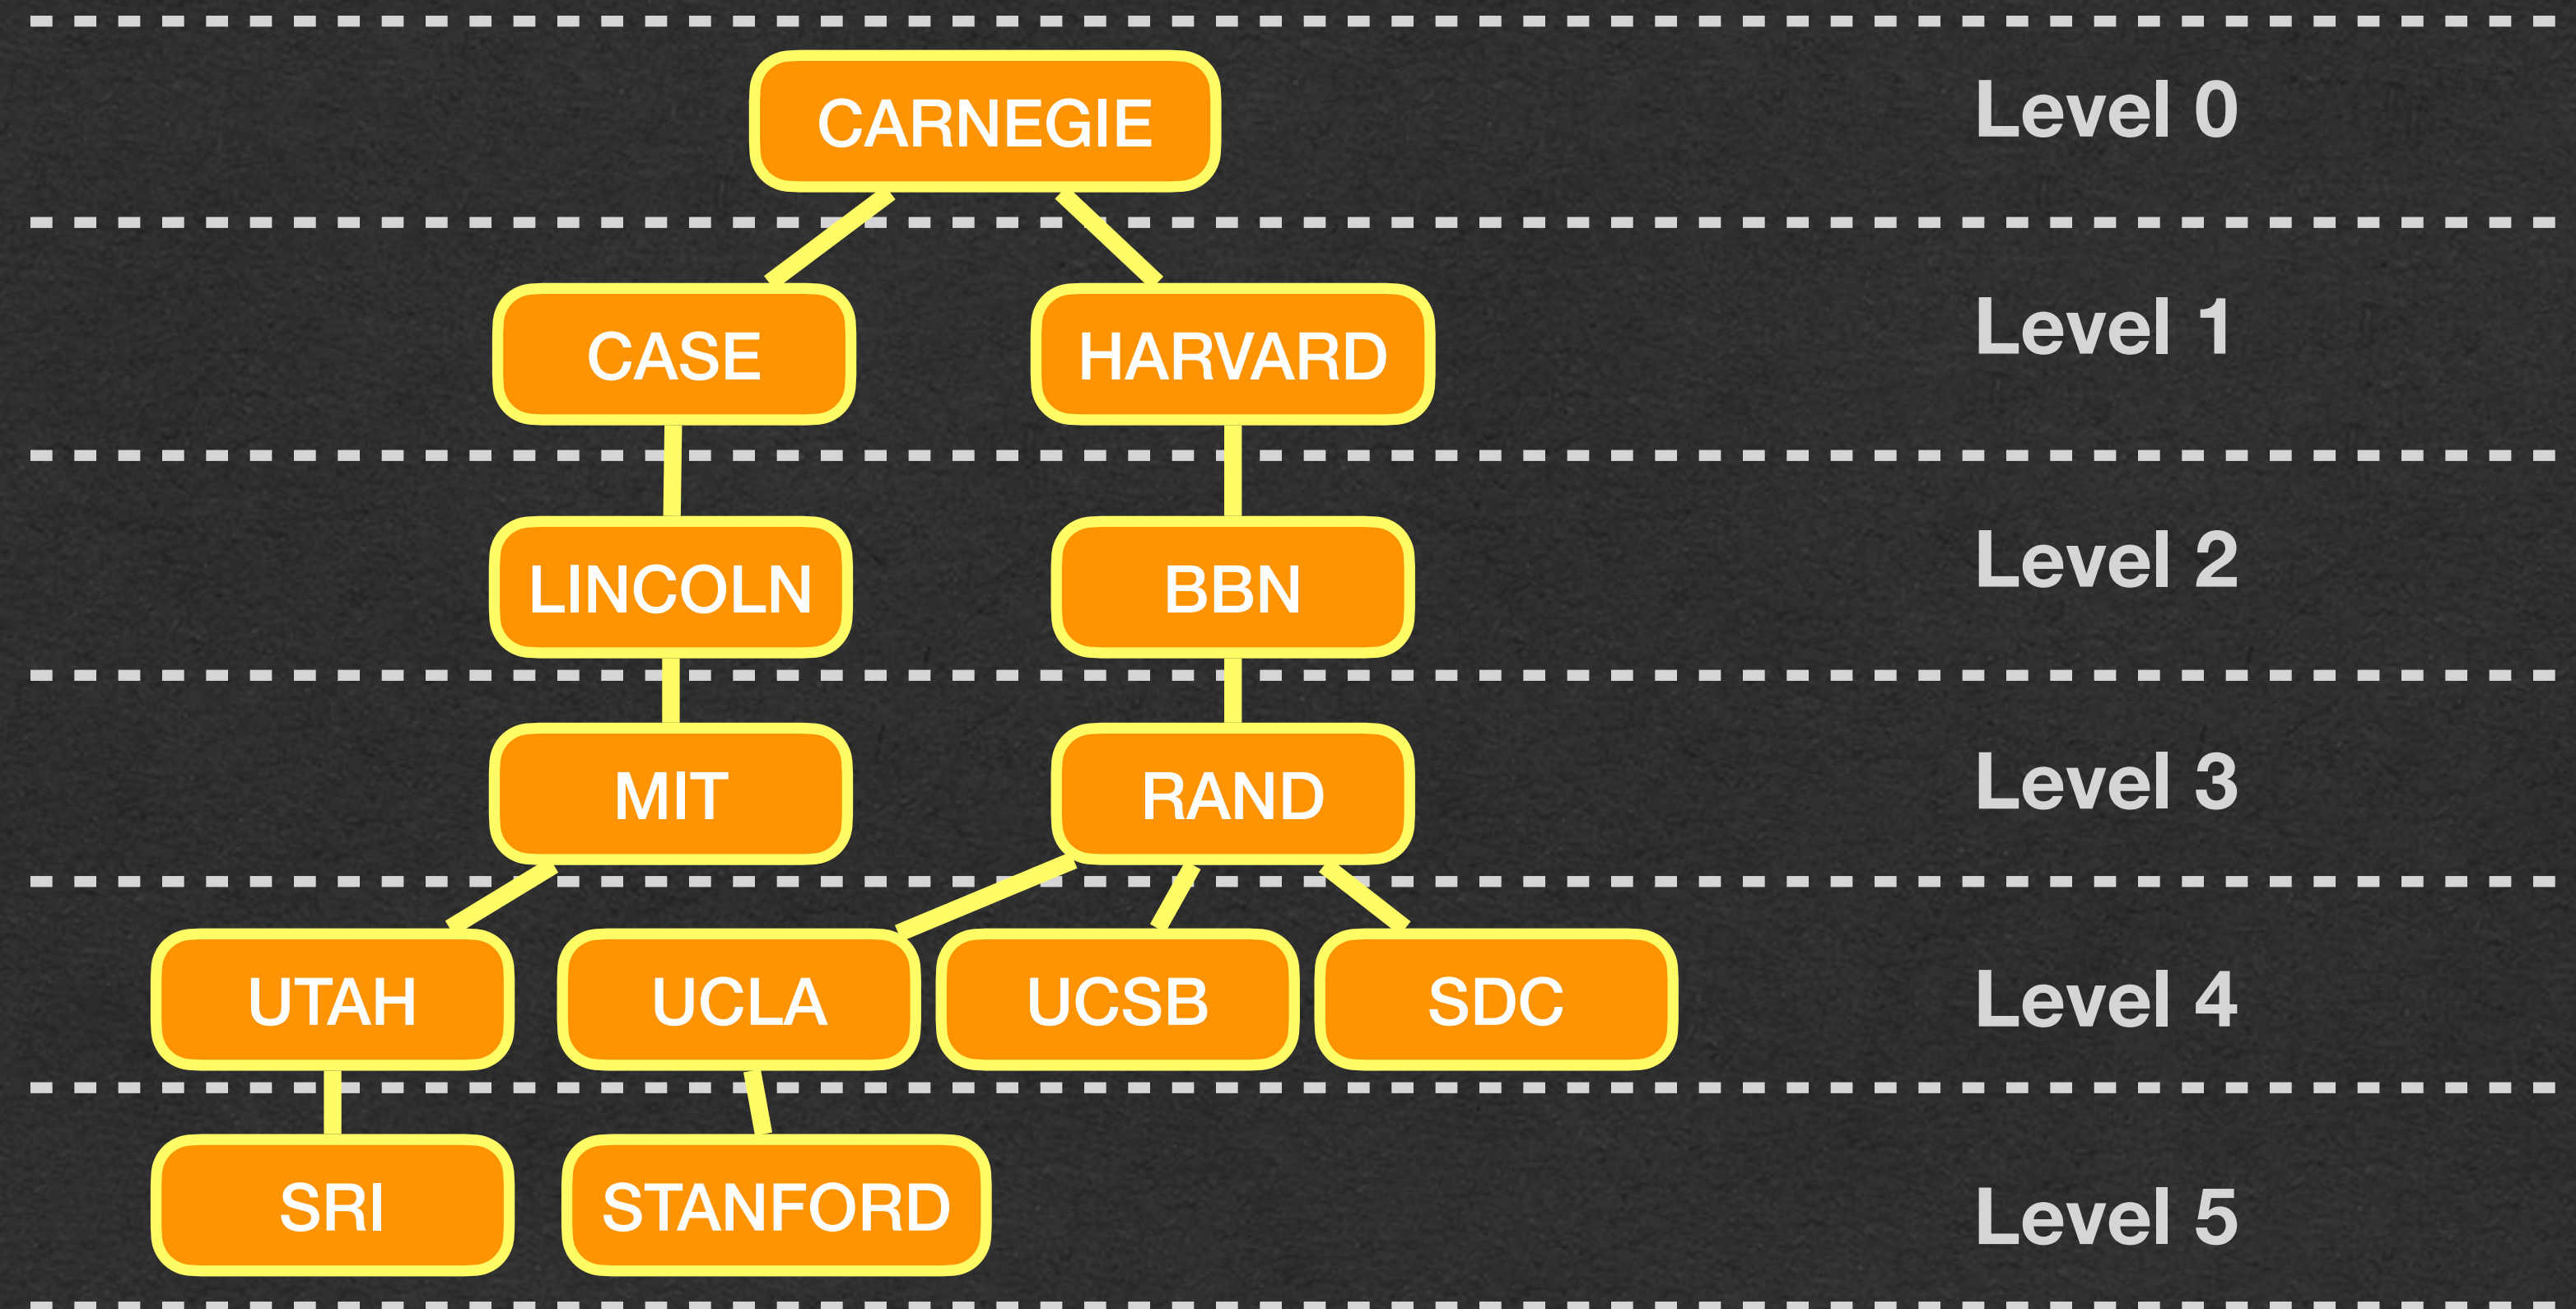 CARNEGIE
Level 0
CASE
HARVARD
Level 1
LINCOLN
BBN
Level 2
MIT
RAND
Level 3
UTAH
UCLA
UCSB
SDC
Level 4
SRI
STANFORD
Level 5